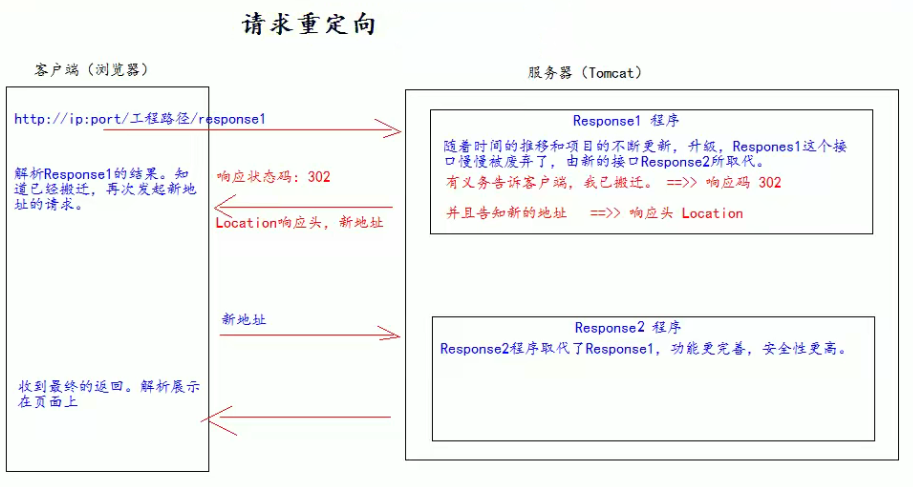 请求重定向
客户端（浏览器）
服务器（Tomcat）
http://ip:port/工程路径/response1
解析Response1的结果。知
道已经搬迁，再次发起新地
址的请求。
响应状态码：302
Location响应头，新地址
Response1 程序
随着时间的推移和项目的不断更新，升级，Respones1这个接
口慢慢被废弃了，由新的接口Response2所取代。
有义务告诉客户端，我已搬迁。 ==>> 响应码 302
并且告知新的地址 ==>> 响应头 Location
新地址
Response2 程序
Response2程序取代了Response1，功能更完善，安全性更高。
收到最终的返回。解析展示
在页面上